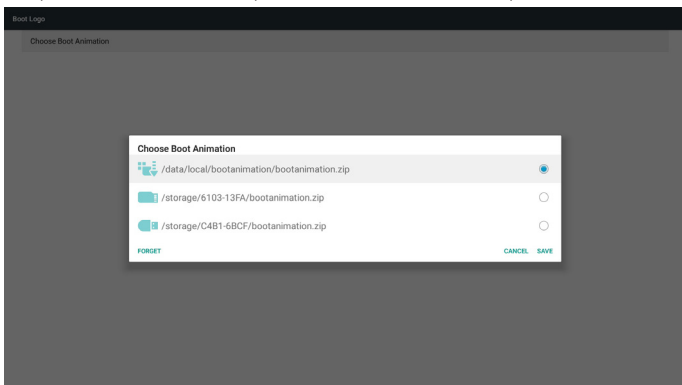 Boot Logo
Choose Boot Animation
Choose Boot Animation
/data/local/bootanimation/bootanimation.zip
/storage/6103-13FA/bootanimation.zip
/storage/C4B1-6BCF/bootanimation.zip
FORGET CANCEL SAVE